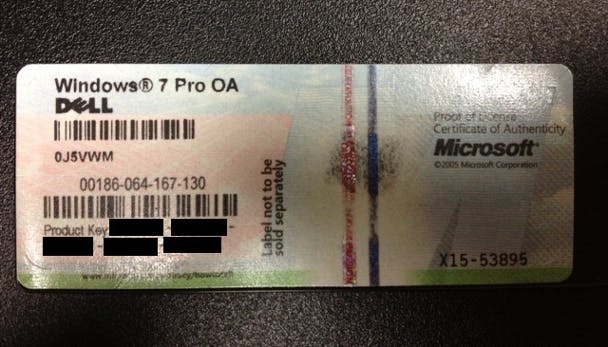 Windows® 7 Pro OA
DELL
0J5VWM
00186-064-167-130
Product Key
Label not to be
sold separately
Proof of License
Certificate of Authenticity
Microsoft®
©2005 Microsoft Corporation
X15-53895